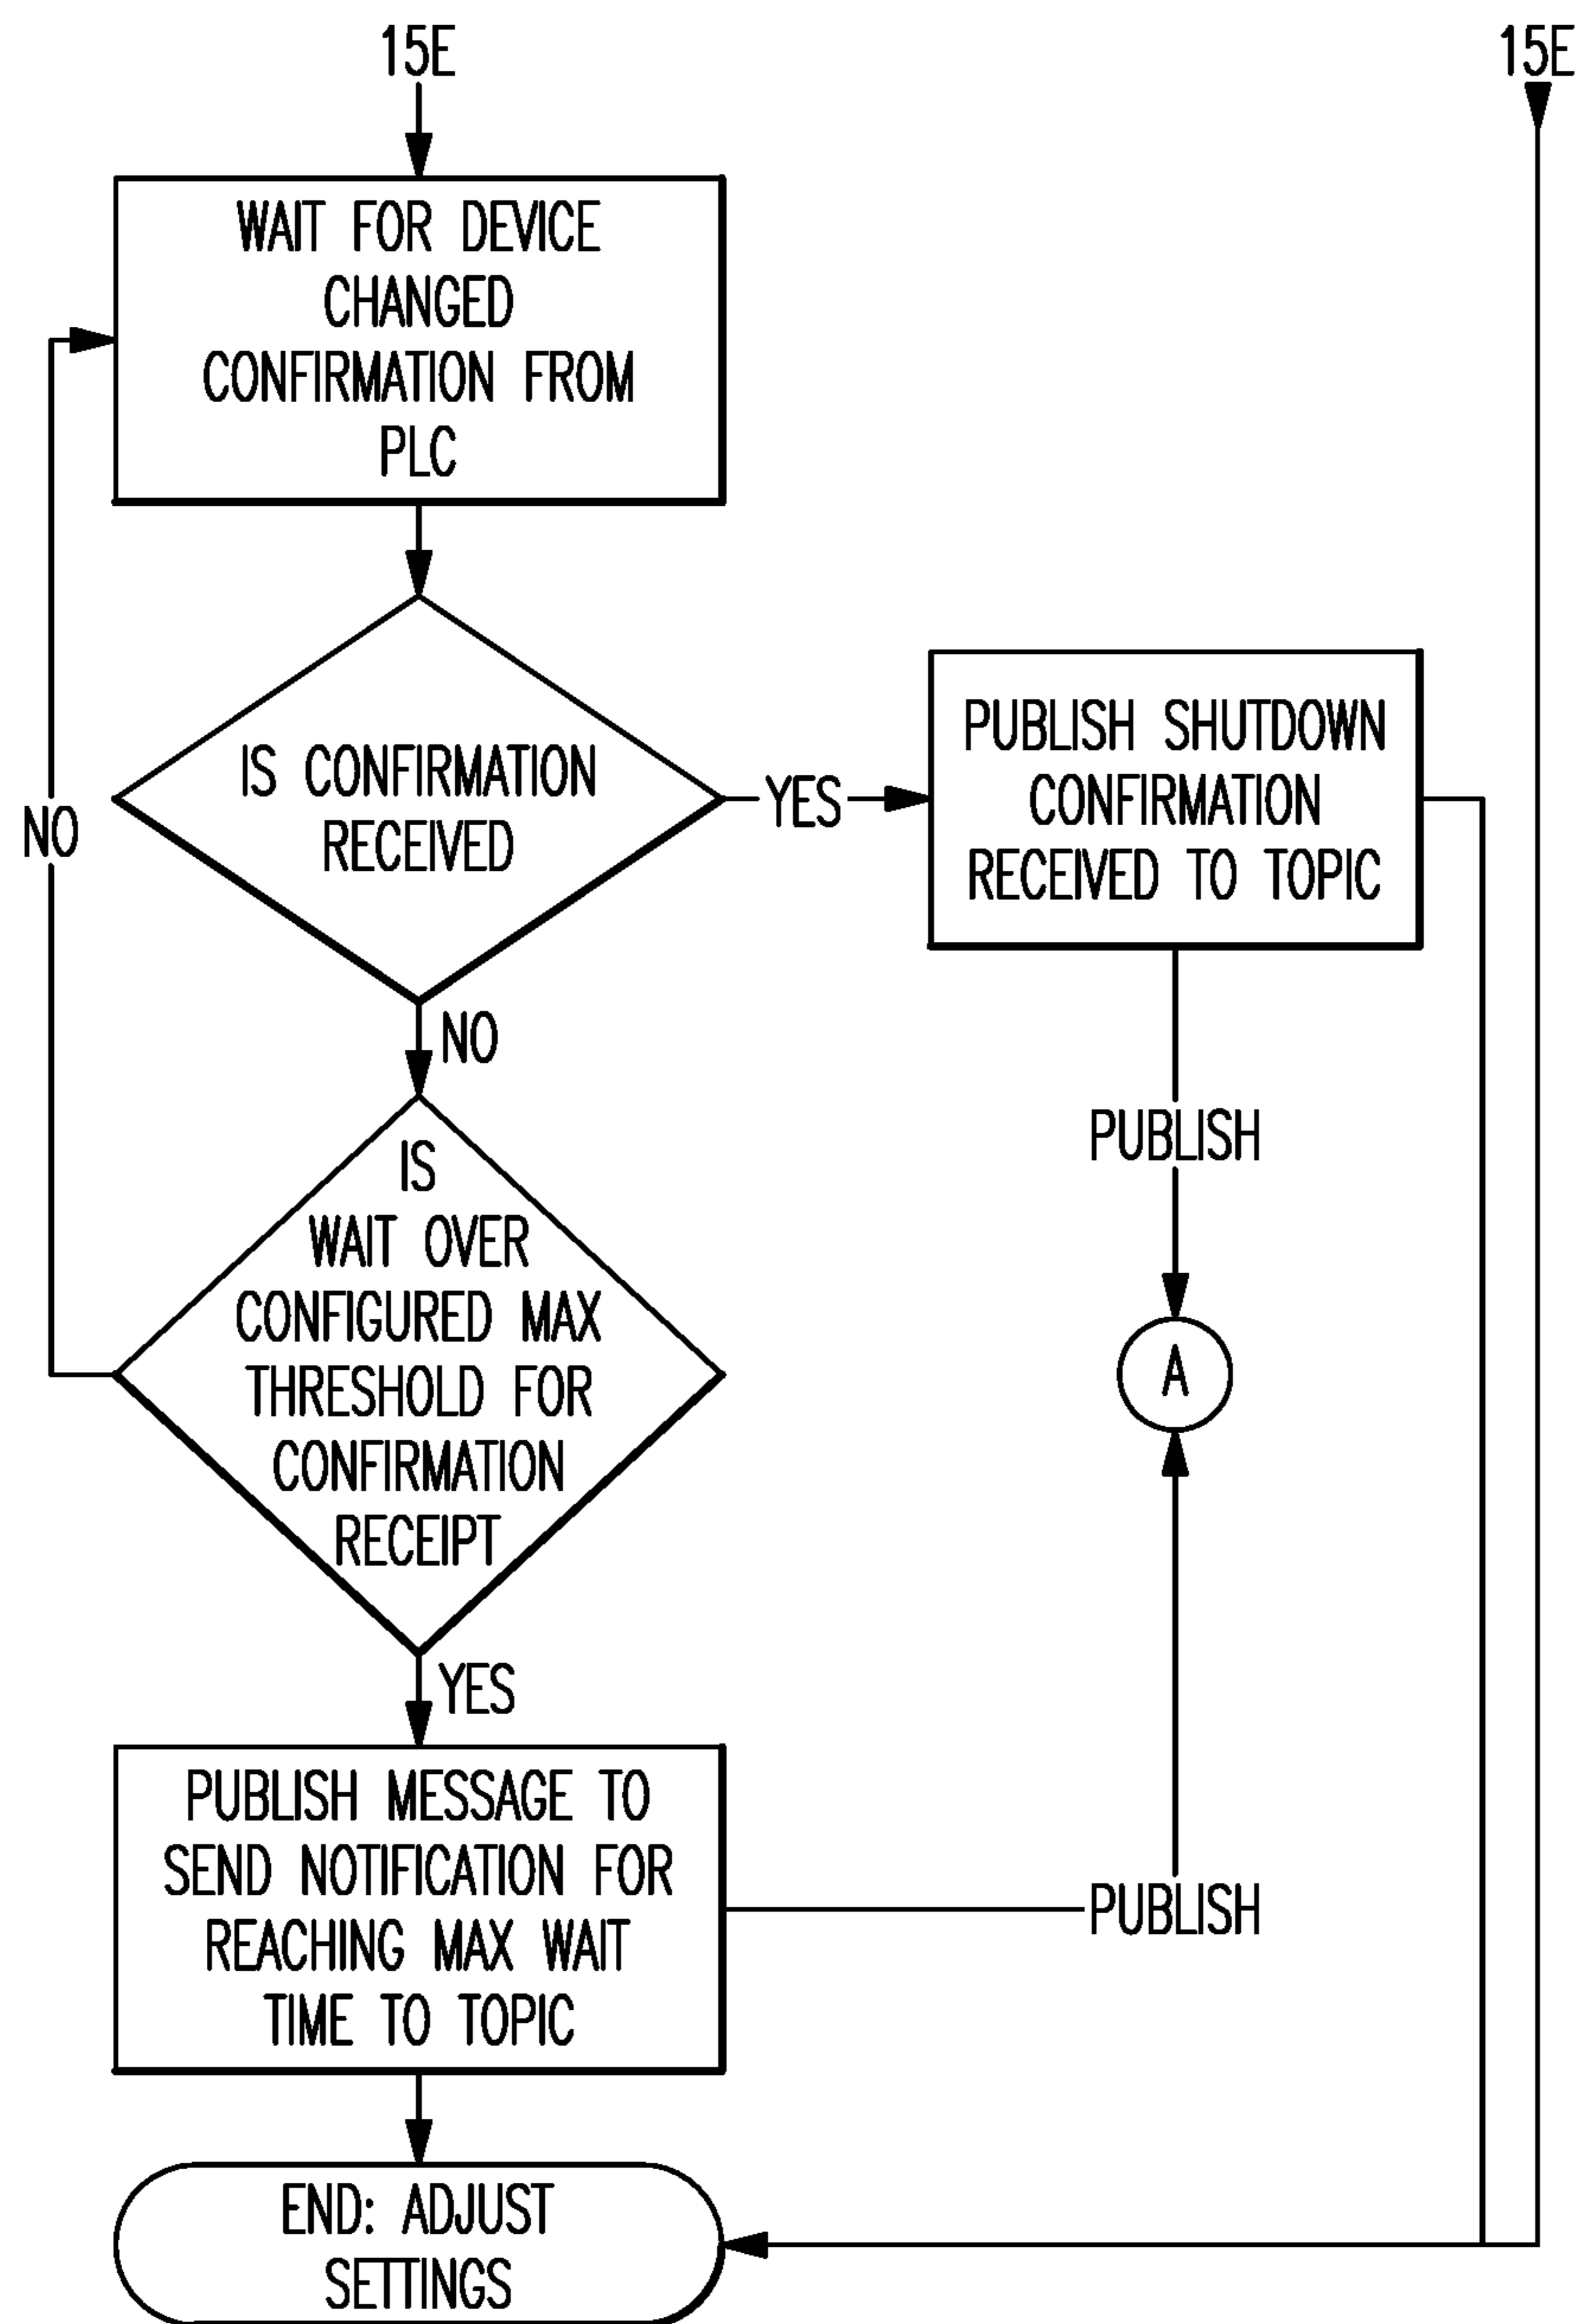 15E
15E
WAIT FOR DEVICE
CHANGED
CONFIRMATION FROM
PLC
IS CONFIRMATION
RECEIVED
YES
PUBLISH SHUTDOWN
CONFIRMATION
RECEIVED TO TOPIC
NO
NO
PUBLISH
IS
WAIT OVER
CONFIGURED MAX
THRESHOLD FOR
CONFIRMATION
RECEIPT
A
YES
PUBLISH MESSAGE TO
SEND NOTIFICATION FOR
REACHING MAX WAIT
TIME TO TOPIC
PUBLISH
END: ADJUST
SETTINGS